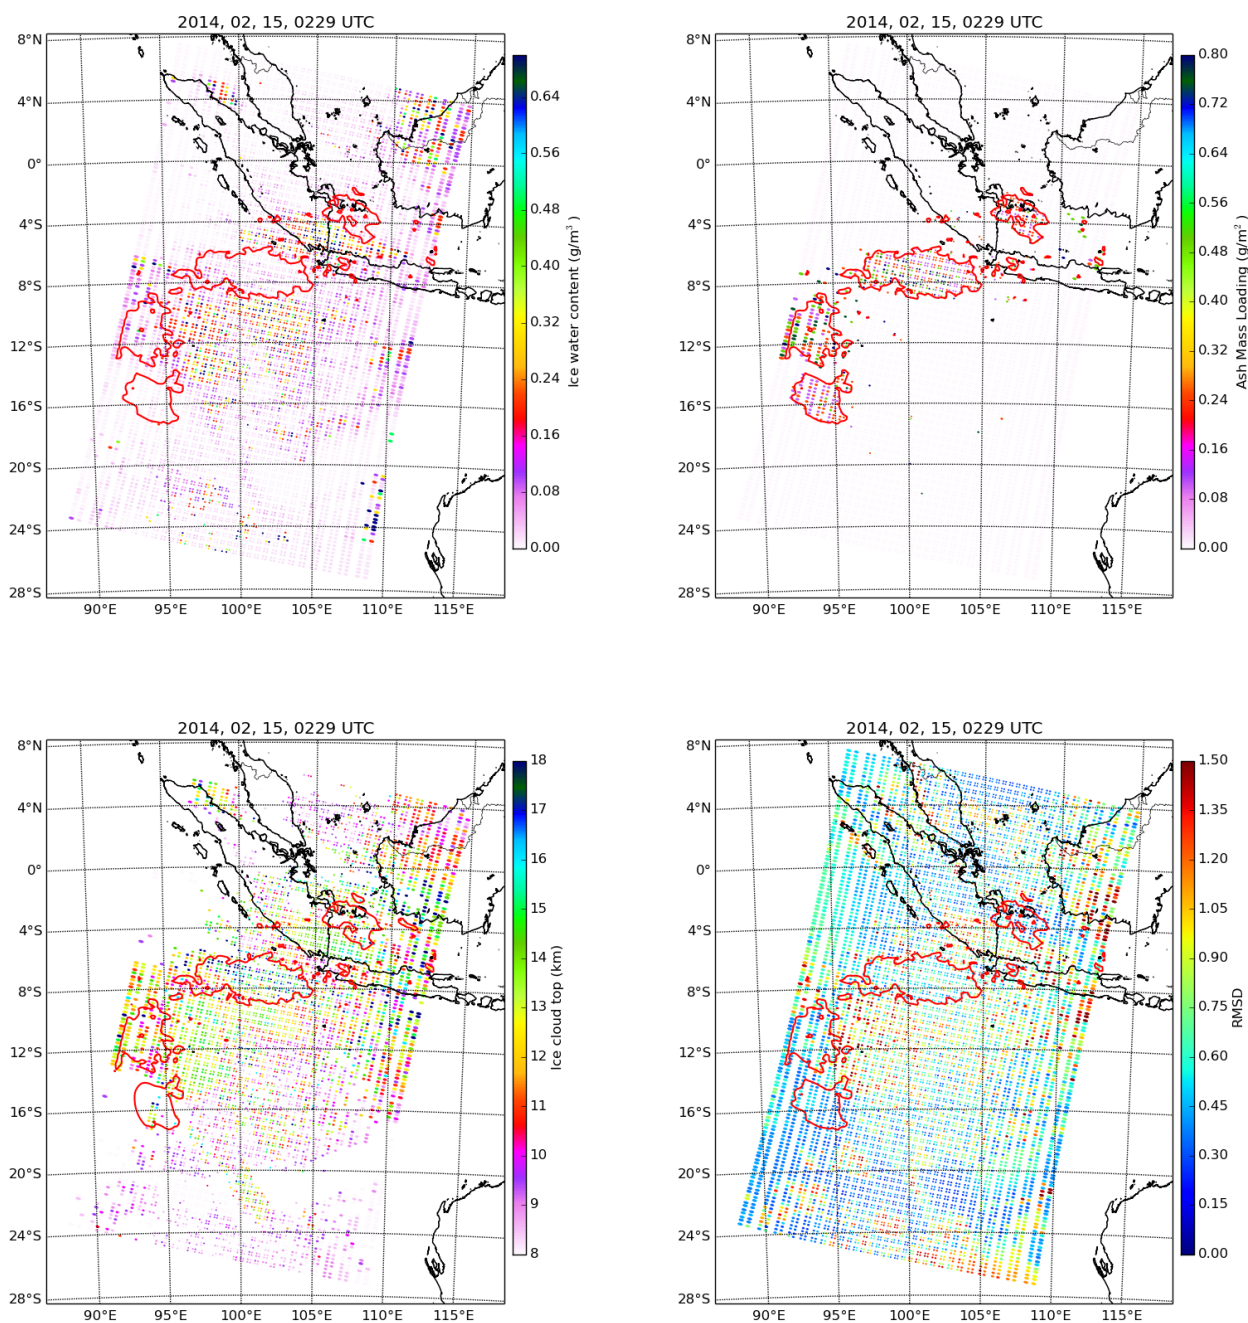 2014, 02, 15, 0229 UTC
8°N
4°N
0°
4°S
8°S
12°S
16°S
20°S
24°S
28°S
90°E 95°E 100°E 105°E 110°E 115°E
0.64
0.56
0.48
0.40
0.32
0.24
0.16
0.08
0.00
Ice water content (g/m³)
2014, 02, 15, 0229 UTC
8°N
4°N
0°
4°S
8°S
12°S
16°S
20°S
24°S
28°S
90°E 95°E 100°E 105°E 110°E 115°E
0.80
0.72
0.64
0.56
0.48
0.40
0.32
0.24
0.16
0.08
0.00
Ash Mass Loading (g/m²)
2014, 02, 15, 0229 UTC
8°N
4°N
0°
4°S
8°S
12°S
16°S
20°S
24°S
28°S
90°E 95°E 100°E 105°E 110°E 115°E
18
17
16
15
14
13
12
11
10
9
8
Ice cloud top (km)
2014, 02, 15, 0229 UTC
8°N
4°N
0°
4°S
8°S
12°S
16°S
20°S
24°S
28°S
90°E 95°E 100°E 105°E 110°E 115°E
1.50
1.35
1.20
1.05
0.90
0.75
0.60
0.45
0.30
0.15
0.00
RMSD